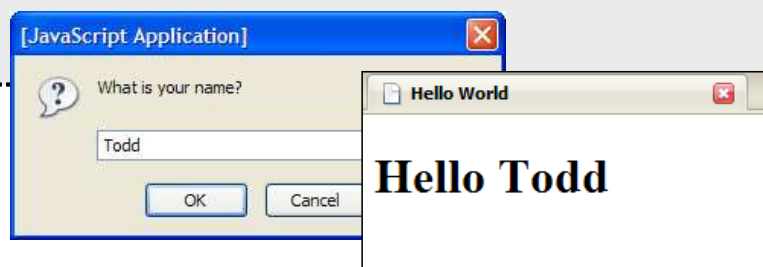 [JavaScript Application]
?
What is your name?
Todd
OK
Cancel
Hello World
Hello Todd